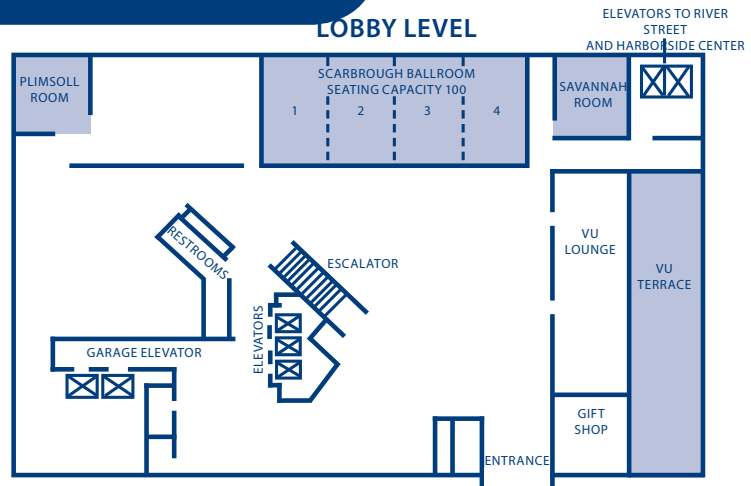 LOBBY LEVEL
ELEVATORS TO RIVER
STREET
AND HARBORSIDE CENTER
PLIMSOLL
ROOM
SCARBROUGH BALLROOM
SEATING CAPACITY 100
1 2 3 4
SAVANNAH
ROOM
RESTROOMS
ESCALATOR
VU
LOUNGE
VU
TERRACE
ELEVATORS
GARAGE ELEVATOR
GIFT
SHOP
ENTRANCE